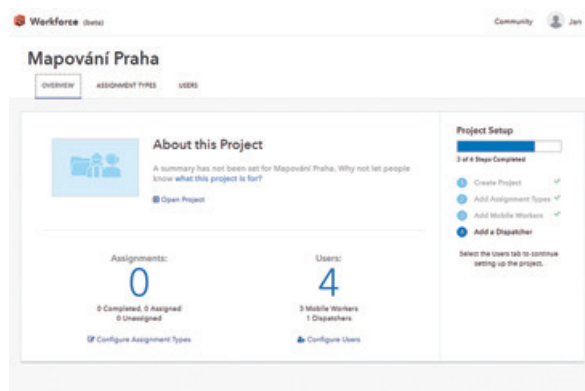 Workforce (beta)
Community
Jan
Mapování Praha
OVERVIEW ASSIGNMENT TYPES USERS
About this Project
A summary has not been set for Mapování Praha. Why not let people
know what this project is for?
Open Project
Assignments:
0
0 Completed, 0 Assigned
0 Unassigned
Configure Assignment Types
Users:
4
3 Mobile Workers
1 Dispatchers
Configure Users
Project Setup
3 of 4 Steps Completed
Create Project
Add Assignment Types
Add Mobile Workers
Add a Dispatcher
Select the Users tab to continue
setting up the project.